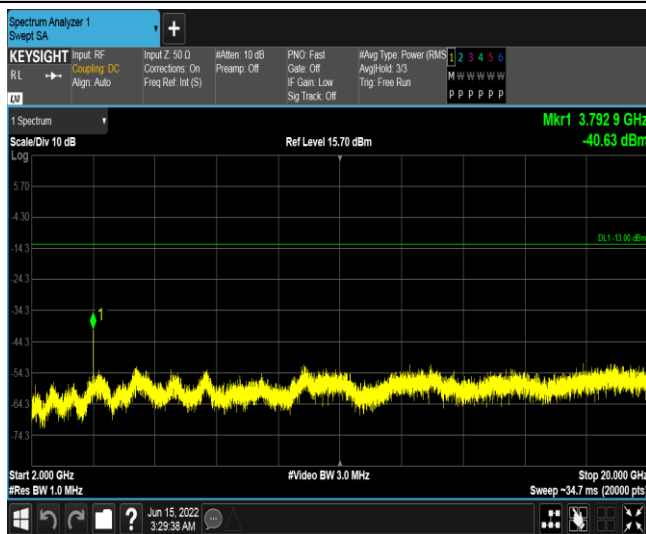 Spectrum Analyzer 1
Swept SA
KEYSIGHT
RL
LXI
Input: RF
Coupling: DC
Align: Auto
Input Z: 50 Ω
Corrections: On
Freq Ref: Int (S)
#Atten: 10 dB
Preamp: Off
PNO: Fast
Gate: Off
IF Gain: Low
Sig Track: Off
#Avg Type: Power (RMS
Avg|Hold: 3/3
Trig: Free Run
1 2 3 4 5 6
M W W W W W
P P P P P P
1 Spectrum
Mkr1 3.792 9 GHz
Scale/Div 10 dB
Ref Level 15.70 dBm
-40.63 dBm
Log
5.70
-4.30
DL1 -13.00 dBm
-14.3
-24.3
-34.3
1
-44.3
-54.3
-64.3
-74.3
Start 2.000 GHz
#Video BW 3.0 MHz
Stop 20.000 GHz
#Res BW 1.0 MHz
Sweep ~34.7 ms (20000 pts)
?
Jun 15, 2022
3:29:38 AM